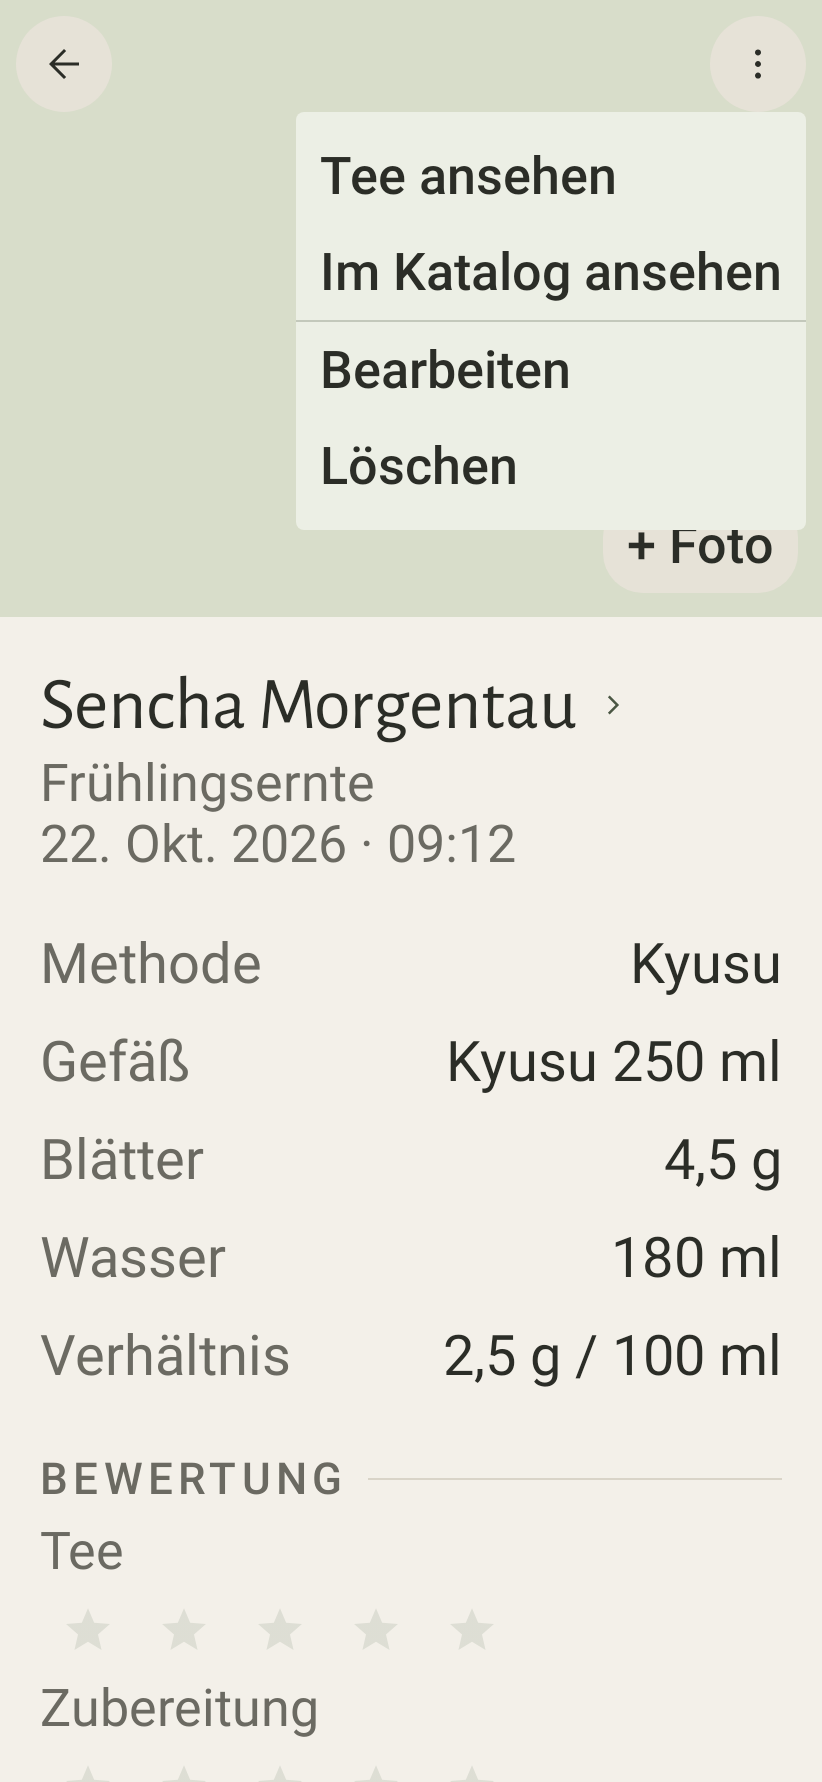 Tee ansehen
Im Katalog ansehen
Bearbeiten
Löschen
+ Foto
Sencha Morgentau
Frühlingsernte
22. Okt. 2026 · 09:12
Methode Kyusu
Gefäß Kyusu 250 ml
Blätter 4,5 g
Wasser 180 ml
Verhältnis 2,5 g / 100 ml
BEWERTUNG
Tee
Zubereitung